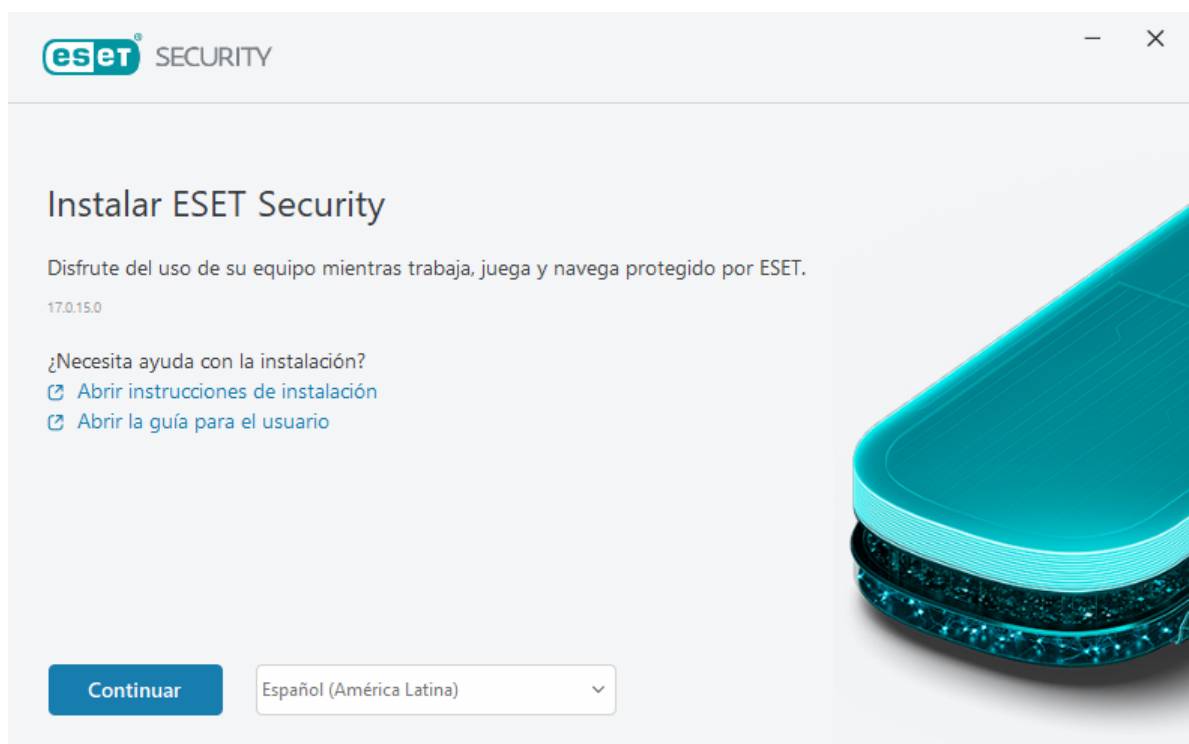 eset® SECURITY
Instalar ESET Security
Disfrute del uso de su equipo mientras trabaja, juega y navega protegido por ESET.
17.0.15.0
¿Necesita ayuda con la instalación?
Abrir instrucciones de instalación
Abrir la guía para el usuario
Continuar
Español (América Latina)